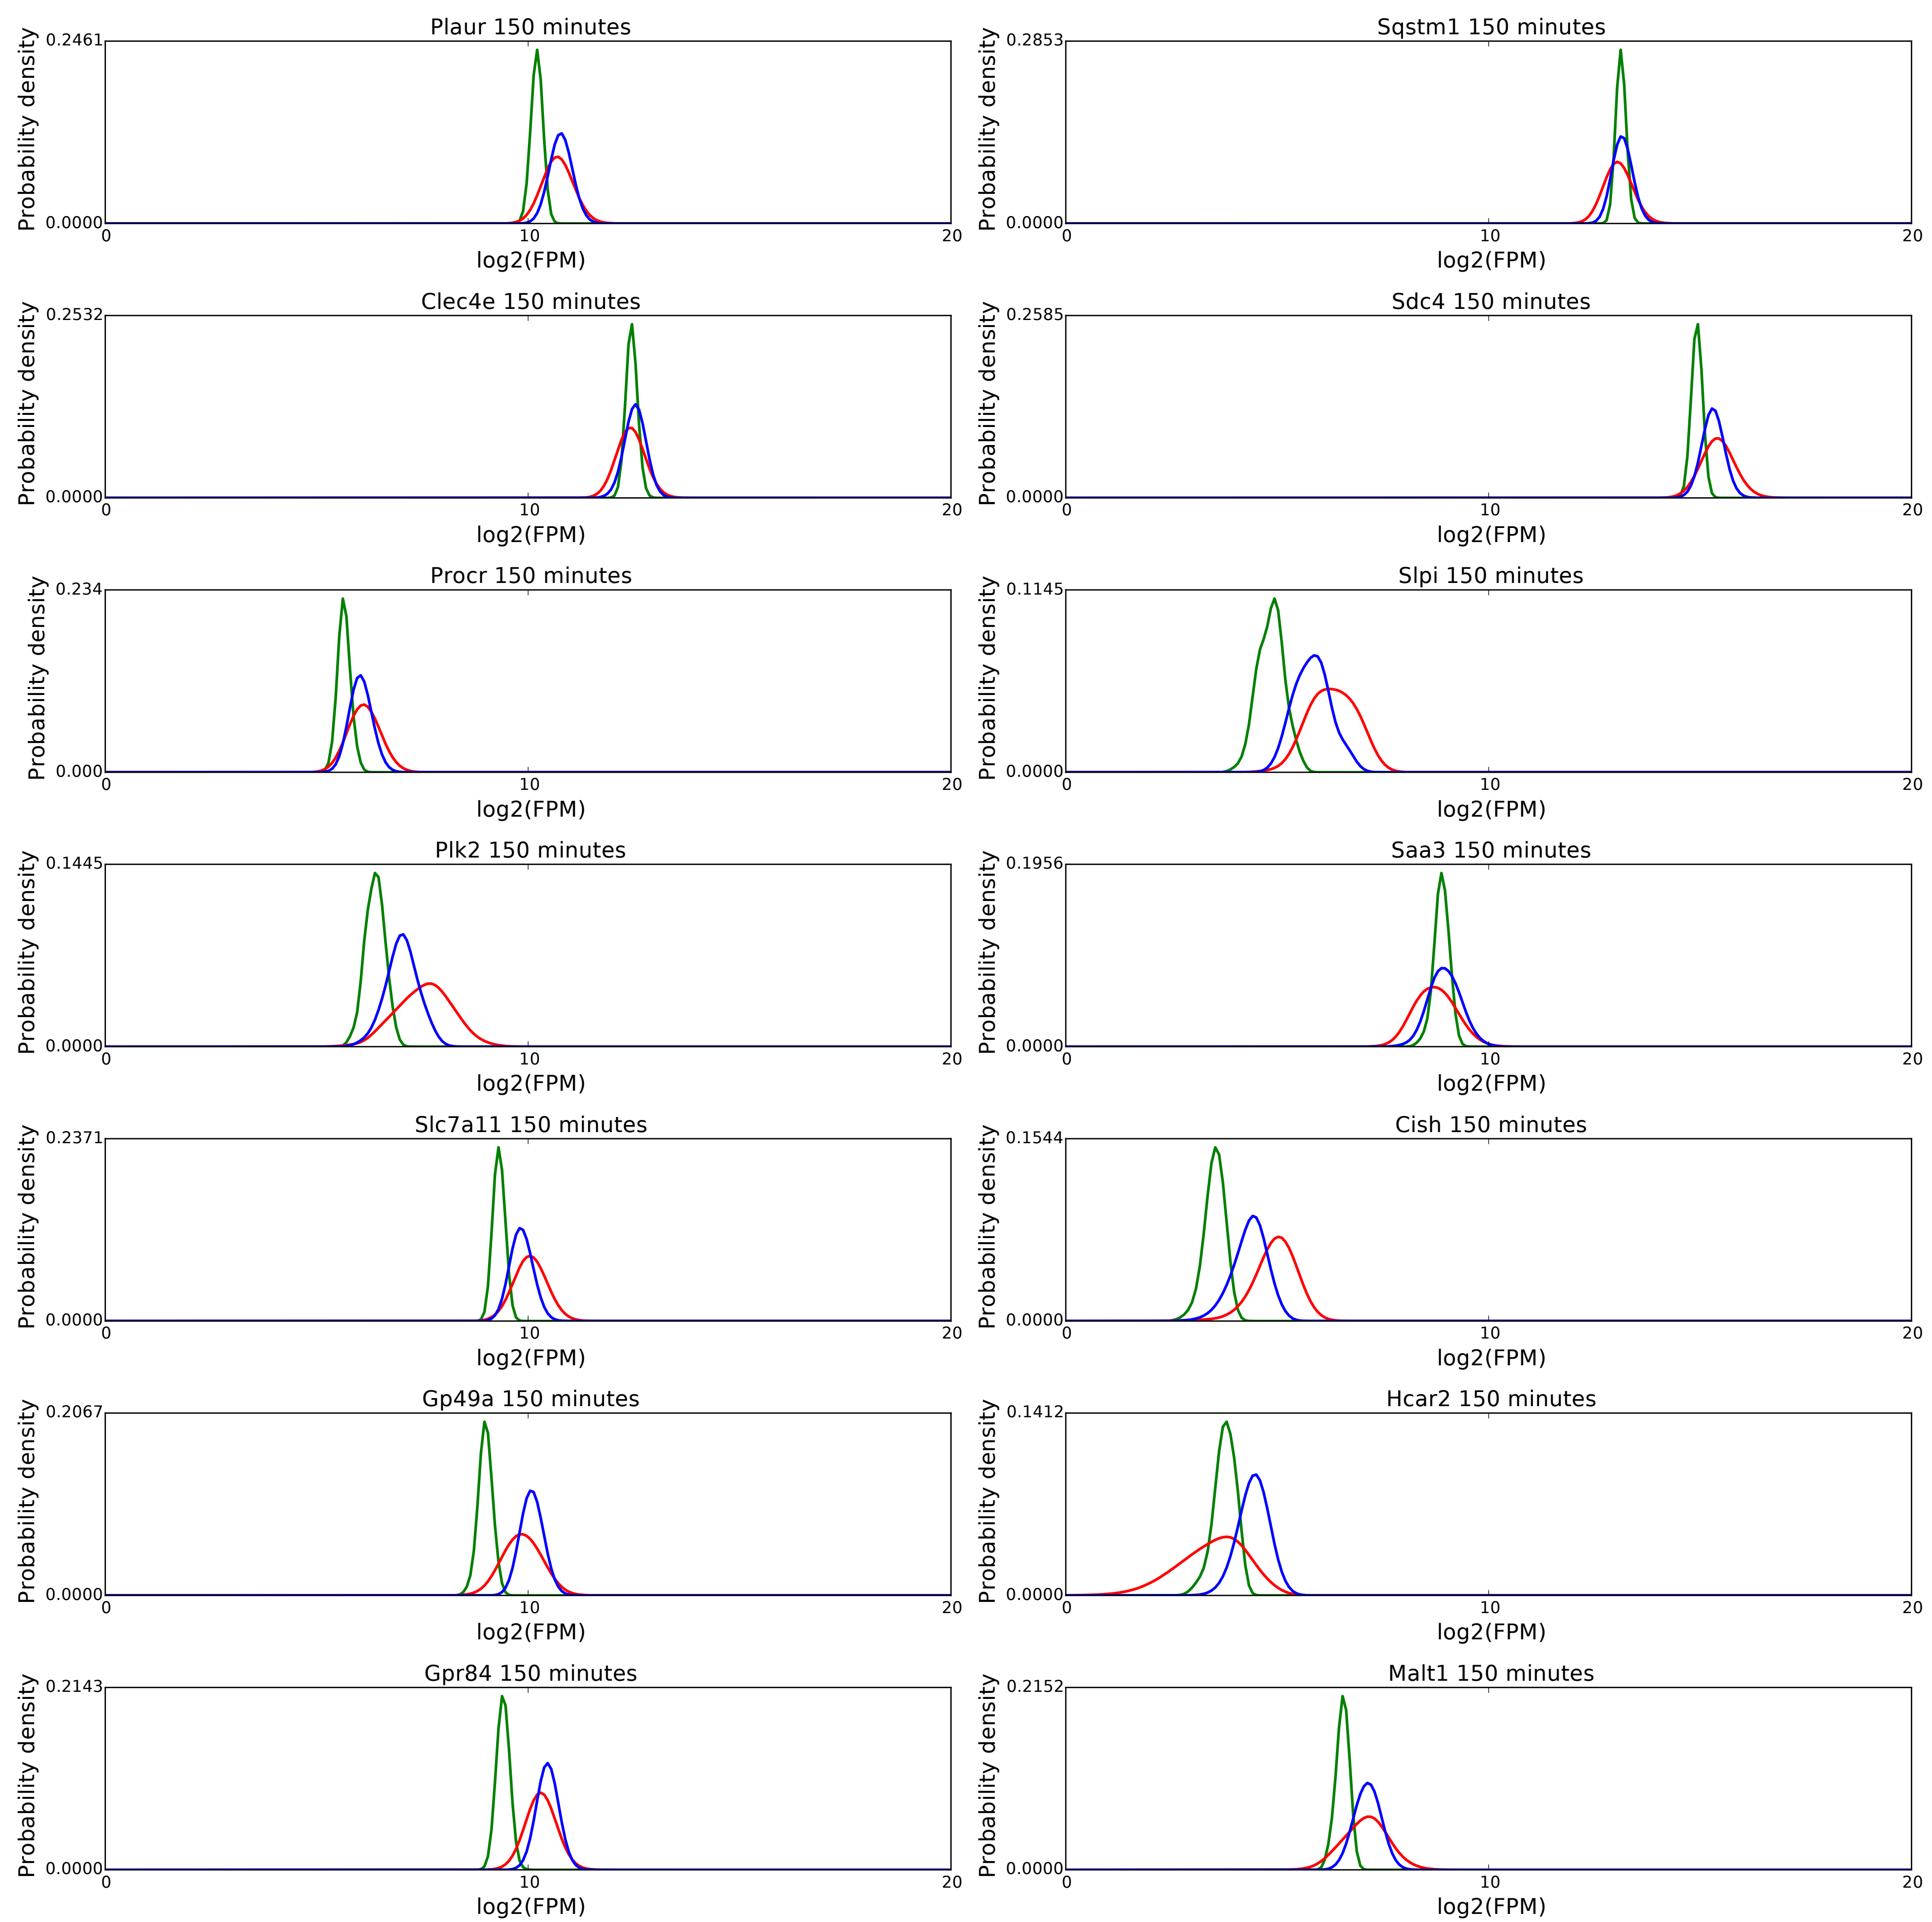 Plaur 150 minutes
0.2461
Probability density
0.0000
0 10 20
log2(FPM)
Sqstm1 150 minutes
0.2853
Probability density
0.0000
0 10 20
log2(FPM)
Clec4e 150 minutes
0.2532
Probability density
0.0000
0 10 20
log2(FPM)
Sdc4 150 minutes
0.2585
Probability density
0.0000
0 10 20
log2(FPM)
Procr 150 minutes
0.234
Probability density
0.000
0 10 20
log2(FPM)
Slpi 150 minutes
0.1145
Probability density
0.0000
0 10 20
log2(FPM)
Plk2 150 minutes
0.1445
Probability density
0.0000
0 10 20
log2(FPM)
Saa3 150 minutes
0.1956
Probability density
0.0000
0 10 20
log2(FPM)
Slc7a11 150 minutes
0.2371
Probability density
0.0000
0 10 20
log2(FPM)
Cish 150 minutes
0.1544
Probability density
0.0000
0 10 20
log2(FPM)
Gp49a 150 minutes
0.2067
Probability density
0.0000
0 10 20
log2(FPM)
Hcar2 150 minutes
0.1412
Probability density
0.0000
0 10 20
log2(FPM)
Gpr84 150 minutes
0.2143
Probability density
0.0000
0 10 20
log2(FPM)
Malt1 150 minutes
0.2152
Probability density
0.0000
0 10 20
log2(FPM)